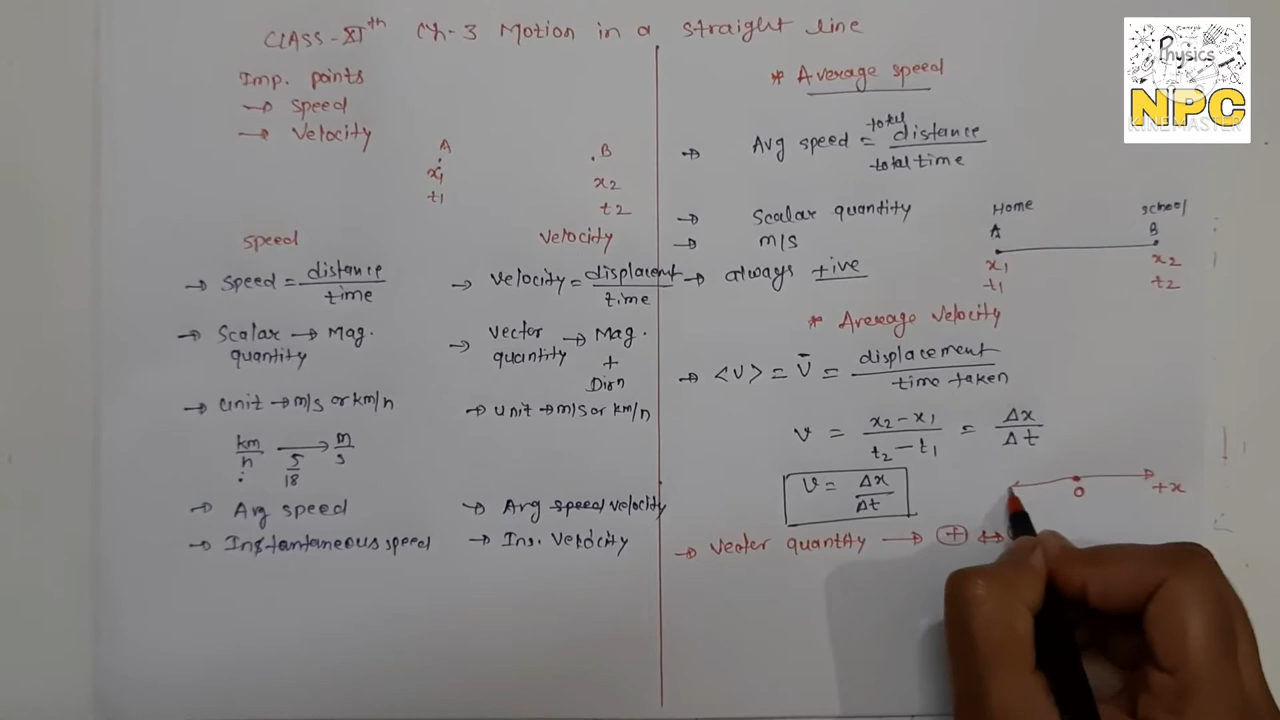 CLASS-XIth Ch-3 Motion in a straight line
Imp. points
→ Speed
→ Velocity
A
x1
t1
B
x2
t2
Speed
→ Speed = distance / time
→ Scalar quantity → Mag.
→ unit → m/s or km/h
km/h 5/18 → m/s
→ Avg speed
→ Instantaneous speed
Velocity
→ Velocity = displacement / time
→ Vector quantity → Mag. + Dirn
→ unit → m/s or km/h
→ Avg speed velocity
→ Ins. velocity
* Average speed
→ Avg speed = total distance / total time
→ Scalar quantity
→ m/s
→ always +ive
Home
A
x1
t1
school
B
x2
t2
* Average velocity
→ <v> = v̄ = displacement / time taken
v = x2 - x1 / t2 - t1 = Δx / Δt
v = Δx / Δt
O +x
→ Vector quantity → + ↔
Physics
NPC
KINEMASTER